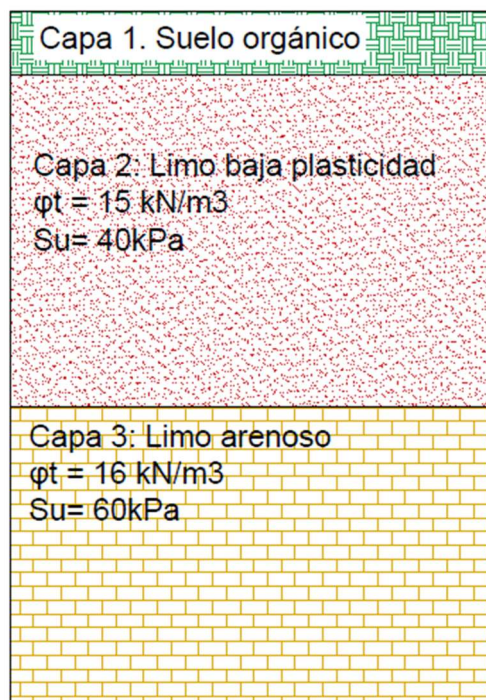 Capa 1. Suelo orgánico
Capa 2: Limo baja plasticidad
φt = 15 kN/m3
Su= 40kPa
Capa 3: Limo arenoso
φt = 16 kN/m3
Su= 60kPa